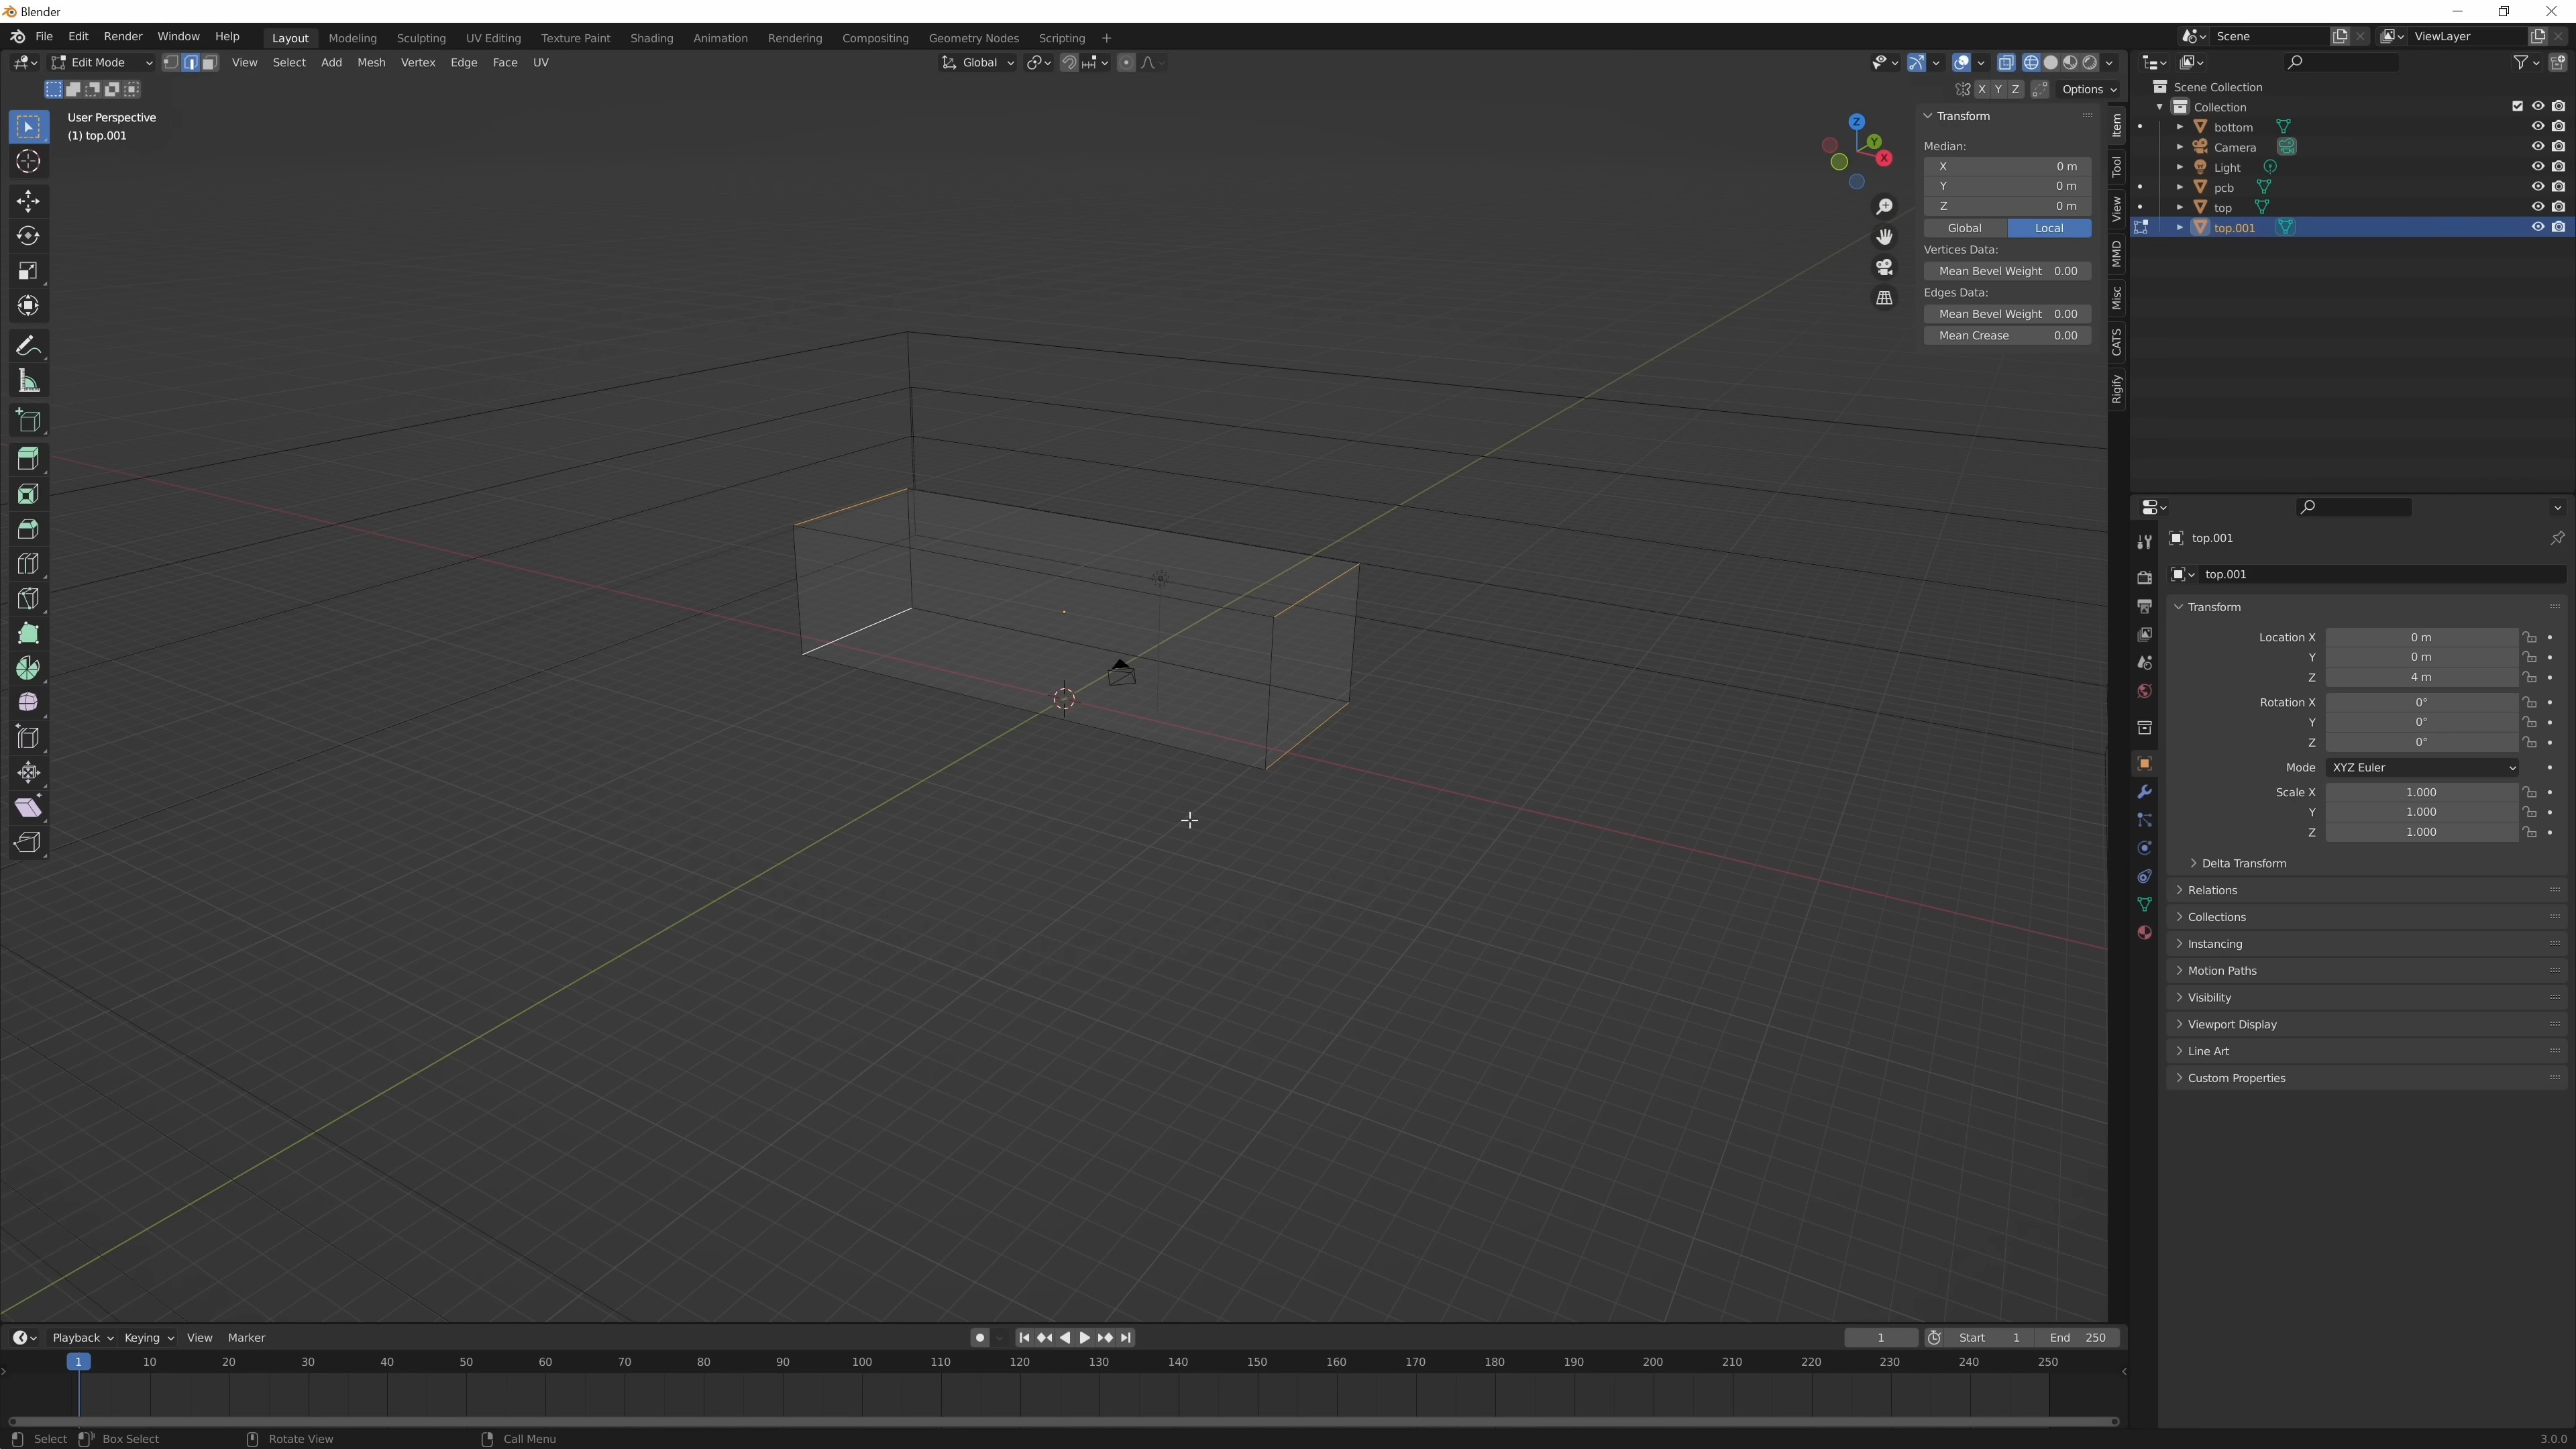 Blender
File Edit Render Window Help Layout Modeling Sculpting UV Editing Texture Paint Shading Animation Rendering Compositing Geometry Nodes Scripting + Scene ViewLayer
Edit Mode View Select Add Mesh Vertex Edge Face UV Global
X Y Z Options
User Perspective
(1) top.001
Z
Y
X
Transform
Median:
X 0 m
Y 0 m
Z 0 m
Global Local
Vertices Data:
Mean Bevel Weight 0.00
Edges Data:
Mean Bevel Weight 0.00
Mean Crease 0.00
Item
Tool
View
MMD
Misc
CATS
Rigify
Scene Collection
Collection
bottom
Camera
Light
pcb
top
top.001
top.001
top.001
Transform
Location X 0 m
Y 0 m
Z 4 m
Rotation X 0°
Y 0°
Z 0°
Mode XYZ Euler
Scale X 1.000
Y 1.000
Z 1.000
Delta Transform
Relations
Collections
Instancing
Motion Paths
Visibility
Viewport Display
Line Art
Custom Properties
Playback Keying View Marker 1 Start 1 End 250
1 10 20 30 40 50 60 70 80 90 100 110 120 130 140 150 160 170 180 190 200 210 220 230 240 250
Select Box Select Rotate View Call Menu 3.0.0